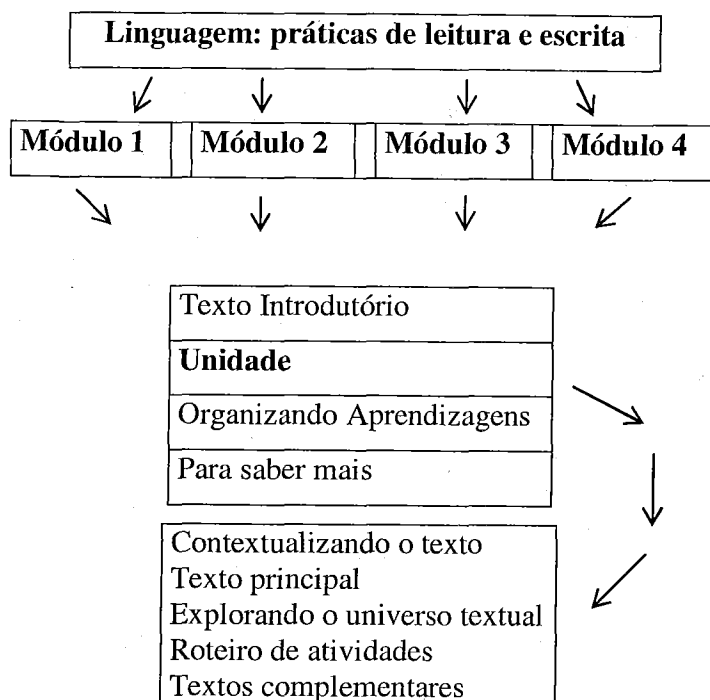 Linguagem: práticas de leitura e escrita
Módulo 1 Módulo 2 Módulo 3 Módulo 4
Texto Introdutório
Unidade
Organizando Aprendizagens
Para saber mais
Contextualizando o texto
Texto principal
Explorando o universo textual
Roteiro de atividades
Textos complementares